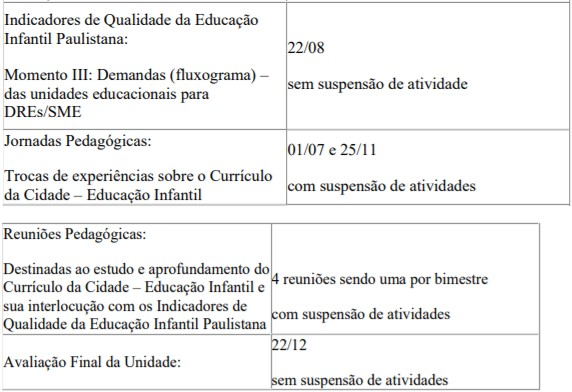 Indicadores de Qualidade da Educação
Infantil Paulistana:
Momento III: Demandas (fluxograma) –
das unidades educacionais para
DREs/SME
22/08
sem suspensão de atividade
Jornadas Pedagógicas:
Trocas de experiências sobre o Currículo
da Cidade – Educação Infantil
01/07 e 25/11
com suspensão de atividades
Reuniões Pedagógicas:
Destinadas ao estudo e aprofundamento do
Currículo da Cidade – Educação Infantil e
sua interlocução com os Indicadores de
Qualidade da Educação Infantil Paulistana
4 reuniões sendo uma por bimestre
com suspensão de atividades
Avaliação Final da Unidade:
22/12
sem suspensão de atividades